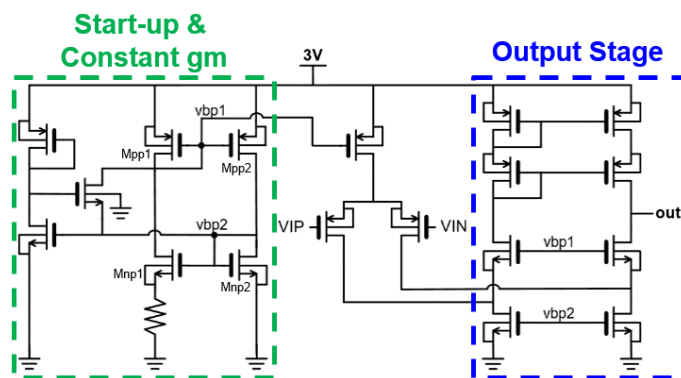 Start-up &
Constant gm
3V
Output Stage
vbp1
Mpp1
Mpp2
VIP
VIN
out
vbp2
vbp1
Mnp1
Mnp2
vbp2